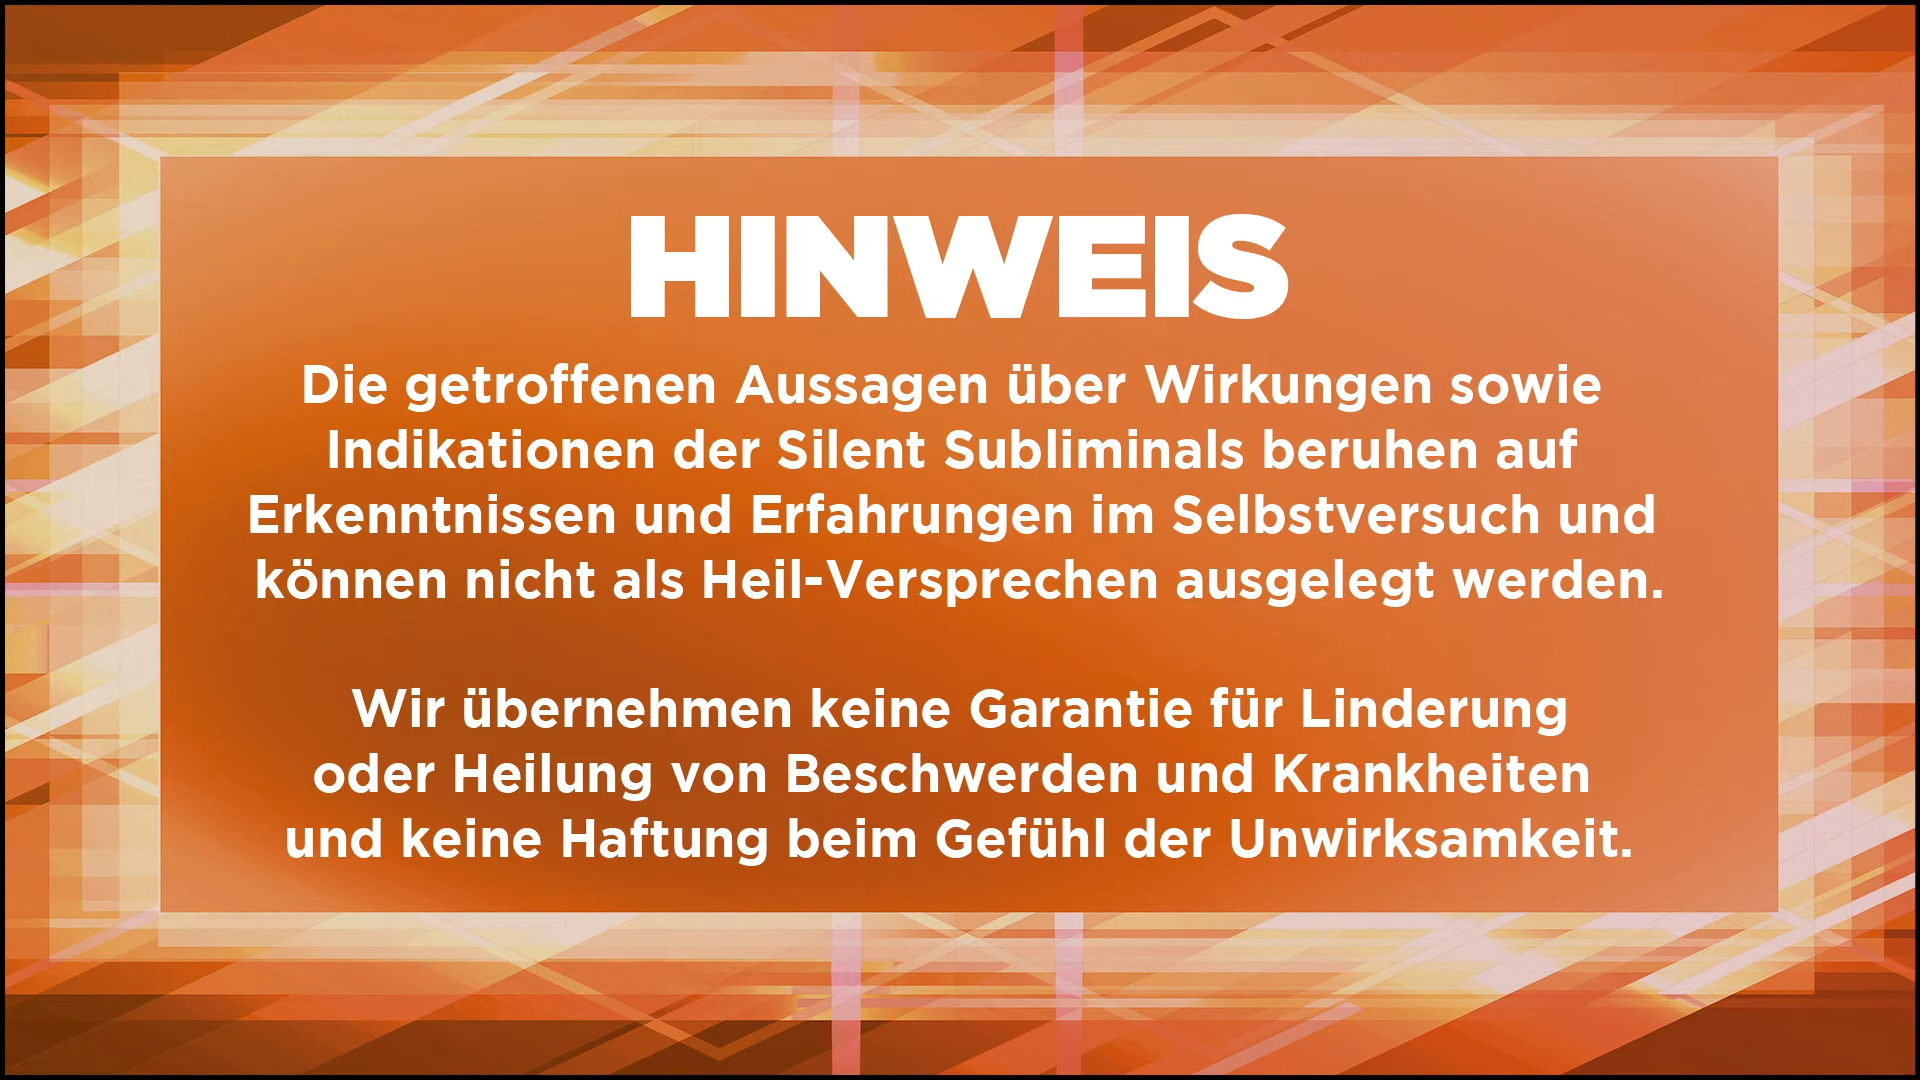 HINWEIS
Die getroffenen Aussagen über Wirkungen sowie
Indikationen der Silent Subliminals beruhen auf
Erkenntnissen und Erfahrungen im Selbstversuch und
können nicht als Heil-Versprechen ausgelegt werden.
Wir übernehmen keine Garantie für Linderung
oder Heilung von Beschwerden und Krankheiten
und keine Haftung beim Gefühl der Unwirksamkeit.